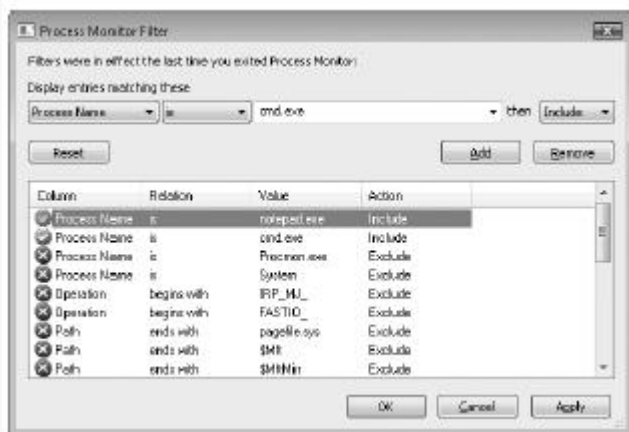 Process Monitor Filter
Filters were in effect the last time you exited Process Monitor:
Display entries matching these
Process Name is cmd.exe then Include
Reset Add Remove
Column Relation Value Action
Process Name is notepad.exe Include
Process Name is cmd.exe Include
Process Name is Procmon.exe Exclude
Process Name is System Exclude
Operation begins with IRP_MJ_ Exclude
Operation begins with FASTIO_ Exclude
Path ends with pagefile.sys Exclude
Path ends with $Mft Exclude
Path ends with $MftMirr Exclude
OK Cancel Apply